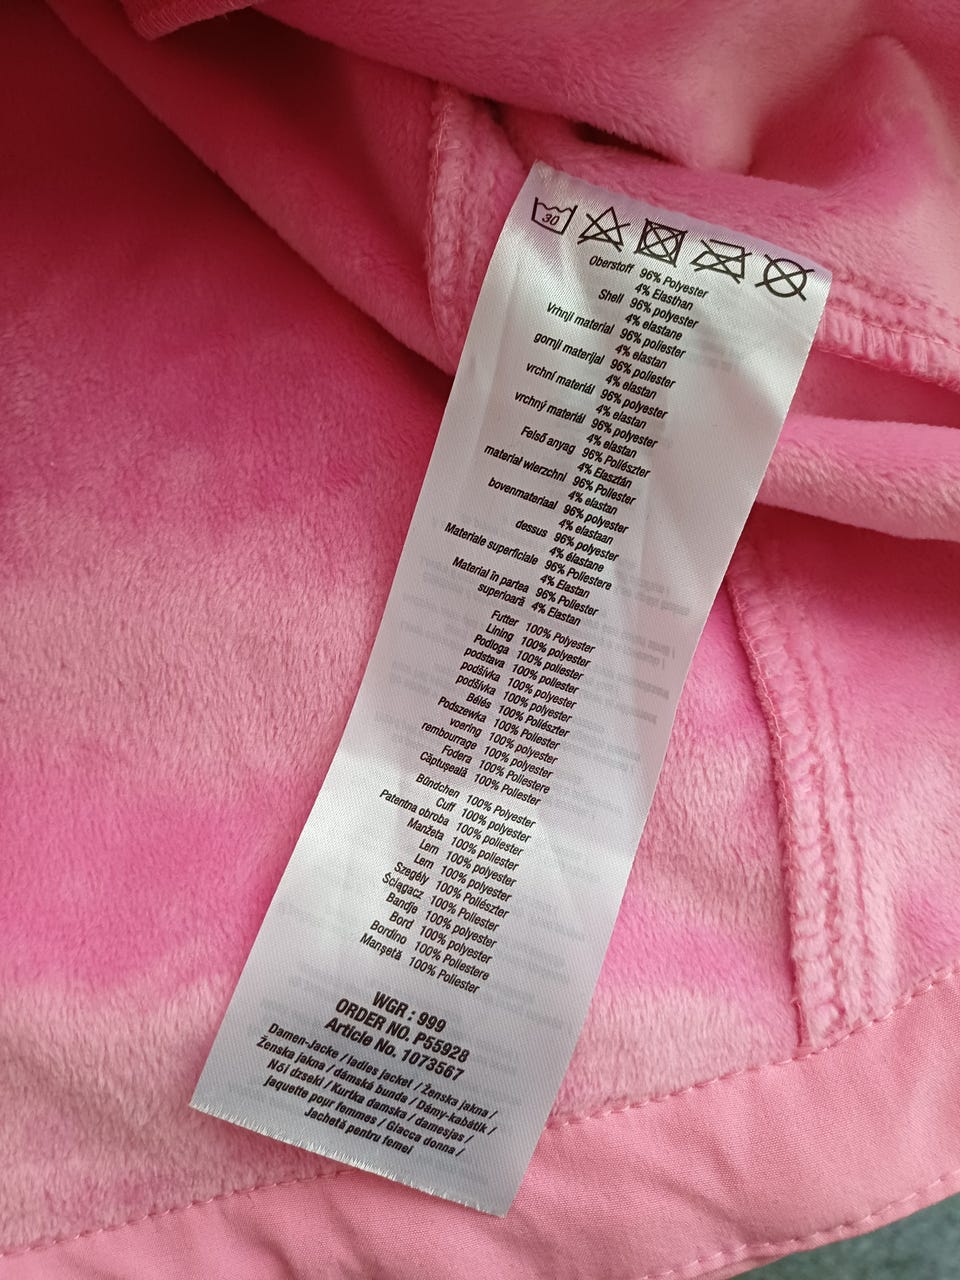 30
Oberstoff 96% Polyester
4% Elasthan
Shell 96% polyester
4% elastane
Vrhnji material 96% poliester
4% elastan
gornji materijal 96% poliester
4% elastan
vrchní materiál 96% polyester
4% elastan
vrchný materiál 96% polyester
4% elastan
Felső anyag 96% Poliészter
4% Elasztán
materiał wierzchni 96% Poliester
4% elastan
bovenmateriaal 96% polyester
4% elastaan
dessus 96% polyester
4% élastane
Materiale superficiale 96% Poliestere
4% Elastan
Material în partea 96% Poliester
superioară 4% Elastan
Futter 100% Polyester
Lining 100% polyester
Podloga 100% poliester
podstava 100% poliester
podšívka 100% polyester
podšívka 100% polyester
Bélés 100% Poliészter
Podszewka 100% Poliester
voering 100% polyester
rembourrage 100% polyester
Fodera 100% Poliestere
Căptuşeală 100% Poliester
Bündchen 100% Polyester
Cuff 100% polyester
Patentna obroba 100% poliester
Manžeta 100% poliester
Lem 100% polyester
Lem 100% polyester
Szegély 100% Poliészter
Ściągacz 100% Poliester
Bandje 100% polyester
Bord 100% polyester
Bordino 100% Poliestere
Manşetă 100% Poliester
WGR : 999
ORDER NO. P55928
Article No. 1073567
Damen-Jacke / ladies jacket / Ženska jakna /
Ženska jakna / dámská bunda / Dámy-kabátik /
Női dzseki / Kurtka damska / damesjas /
jaquette popr femmes / Giacca donna /
Jachetă pentru femei